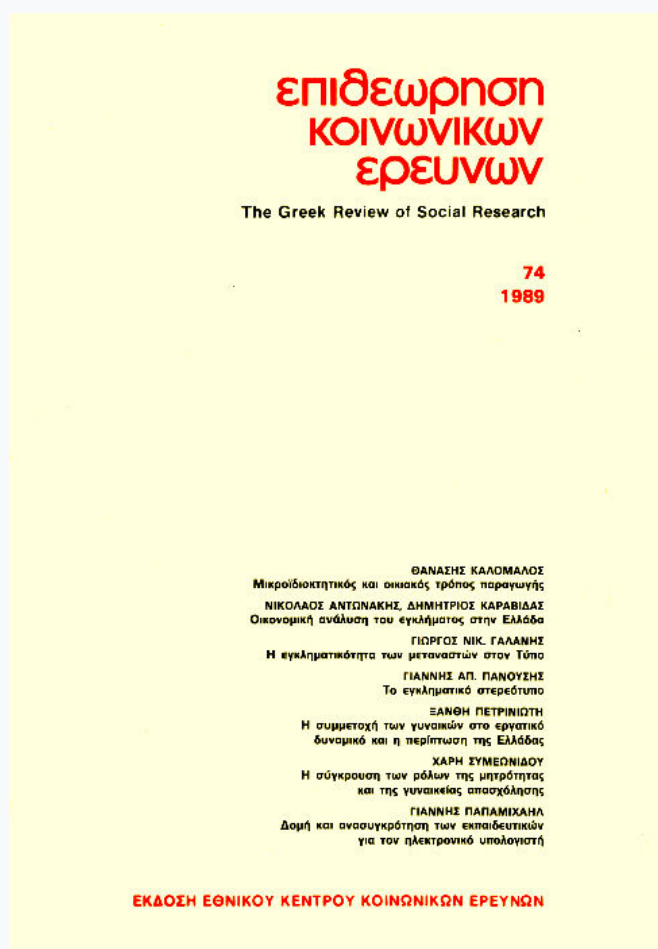 επιθεωρηση
κοινωνικων
ερευνων
The Greek Review of Social Research
74
1989
ΘΑΝΑΣΗΣ ΚΑΛΟΜΑΛΟΣ
Μικροϊδιοκτητικός και οικιακός τρόπος παραγωγής
ΝΙΚΟΛΑΟΣ ΑΝΤΩΝΑΚΗΣ, ΔΗΜΗΤΡΙΟΣ ΚΑΡΑΒΙΔΑΣ
Οικονομική ανάλυση του εγκλήματος στην Ελλάδα
ΓΙΩΡΓΟΣ ΝΙΚ. ΓΑΛΑΝΗΣ
Η εγκληματικότητα των μεταναστών στον Τύπο
ΓΙΑΝΝΗΣ ΑΠ. ΠΑΝΟΥΣΗΣ
Το εγκληματικό στερεότυπο
ΞΑΝΘΗ ΠΕΤΡΙΝΙΩΤΗ
Η συμμετοχή των γυναικών στο εργατικό
δυναμικό και η περίπτωση της Ελλάδας
ΧΑΡΗ ΣΥΜΕΩΝΙΔΟΥ
Η σύγκρουση των ρόλων της μητρότητας
και της γυναικείας απασχόλησης
ΓΙΑΝΝΗΣ ΠΑΠΑΜΙΧΑΗΛ
Δομή και ανασυγκρότηση των εκπαιδευτικών
για τον ηλεκτρονικό υπολογιστή
ΕΚΔΟΣΗ ΕΘΝΙΚΟΥ ΚΕΝΤΡΟΥ ΚΟΙΝΩΝΙΚΩΝ ΕΡΕΥΝΩΝ